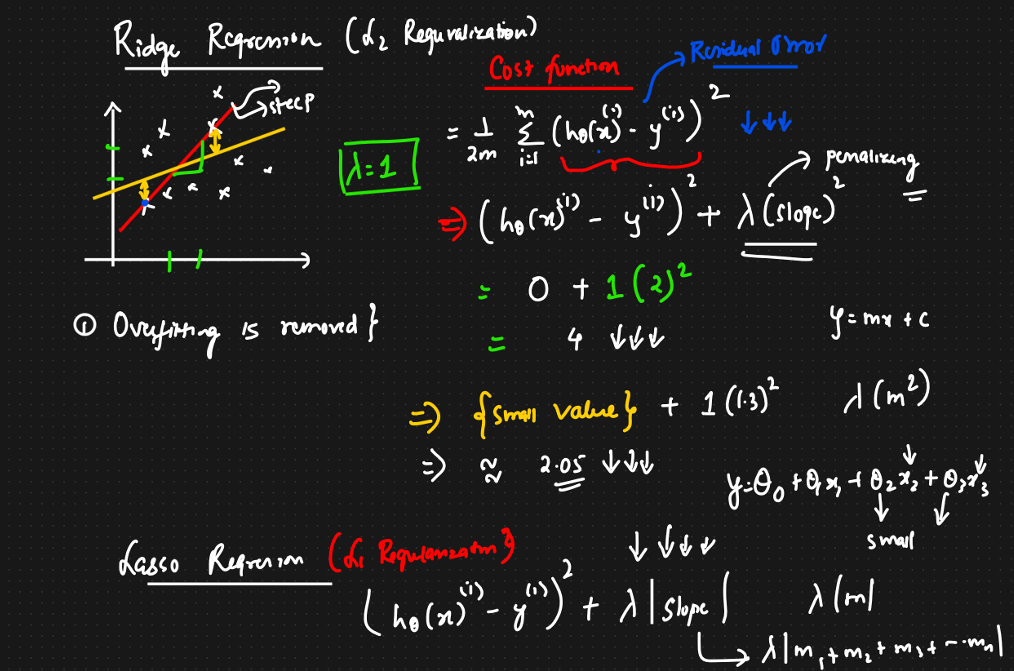 Ridge Regression (L₂ Regularization)
Cost function
Residual Error
steep
= 1/2m Σ_{i=1}^{m} (hθ(x)^(i) - y^(i))² ↓↓↓
λ=1
penalizing
⇒ (hθ(x)^(i) - y^(i))² + λ(slope)²
= 0 + 1(2)²
① Overfitting is removed }
= 4 ↓↓↓
y=mx+c
⇒ {small value} + 1(1.3)²
λ(m²)
⇒ ≈ 2.05 ↓↓↓
y=θ₀+θ₁x₁+θ₂x₂+θ₃x₃
small
Lasso Regression (L₁ Regularization)
↓↓↓↓
(hθ(x)^(i) - y^(i))² + λ|slope|
λ|m|
→ λ|m₁+m₂+m₃+--mₙ|